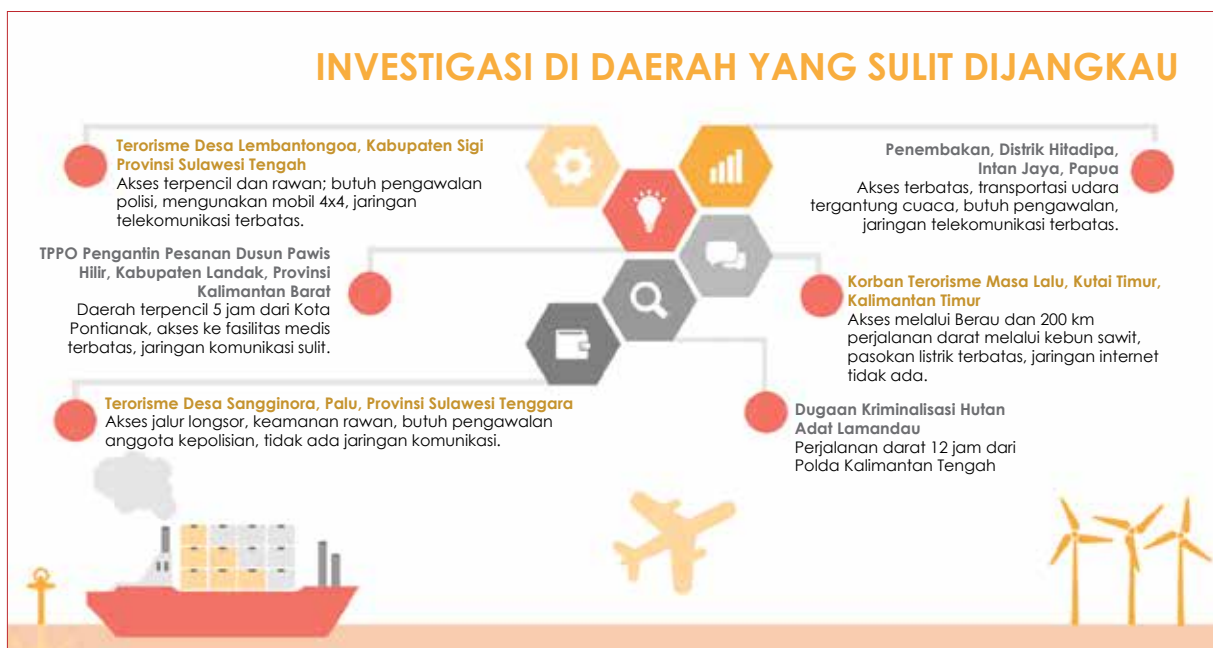 INVESTIGASI DI DAERAH YANG SULIT DIJANGKAU
Terorisme Desa Lembantongoa, Kabupaten Sigi
Provinsi Sulawesi Tengah
Akses terpencil dan rawan; butuh pengawalan
polisi, mengunakan mobil 4x4, jaringan
telekomunikasi terbatas.
TPPO Pengantin Pesanan Dusun Pawis
Hilir, Kabupaten Landak, Provinsi
Kalimantan Barat
Daerah terpencil 5 jam dari Kota
Pontianak, akses ke fasilitas medis
terbatas, jaringan komunikasi sulit.
Terorisme Desa Sangginora, Palu, Provinsi Sulawesi Tenggara
Akses jalur longsor, keamanan rawan, butuh pengawalan
anggota kepolisian, tidak ada jaringan komunikasi.
Penembakan, Distrik Hitadipa,
Intan Jaya, Papua
Akses terbatas, transportasi udara
tergantung cuaca, butuh pengawalan,
jaringan telekomunikasi terbatas.
Korban Terorisme Masa Lalu, Kutai Timur,
Kalimantan Timur
Akses melalui Berau dan 200 km
perjalanan darat melalui kebun sawit,
pasokan listrik terbatas, jaringan internet
tidak ada.
Dugaan Kriminalisasi Hutan
Adat Lamandau
Perjalanan darat 12 jam dari
Polda Kalimantan Tengah